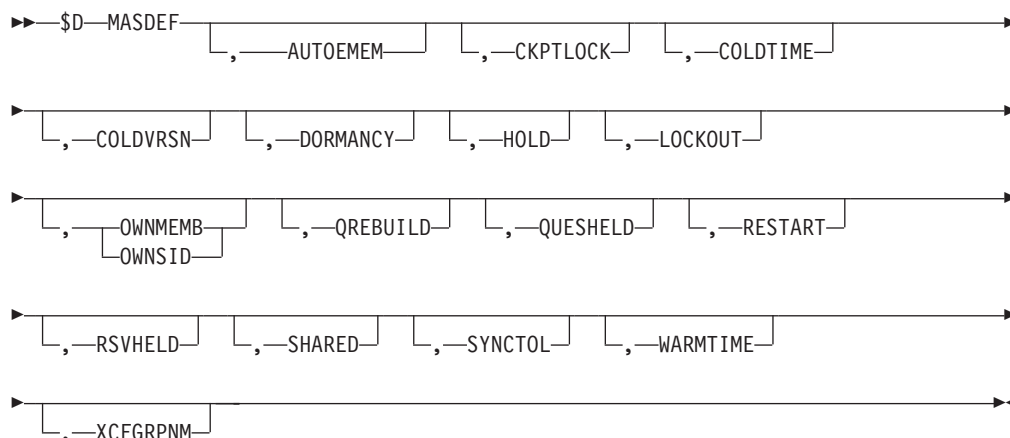 $D MASDEF
, AUTOEMEM , CKPTLOCK , COLDTIME
, COLDVRSN , DORMANCY , HOLD , LOCKOUT
, OWNMEMB , QREBUILD , QUESHELD , RESTART
OWNSID
, RSVHELD , SHARED , SYNCTOL , WARMTIME
, XCFGRPNM